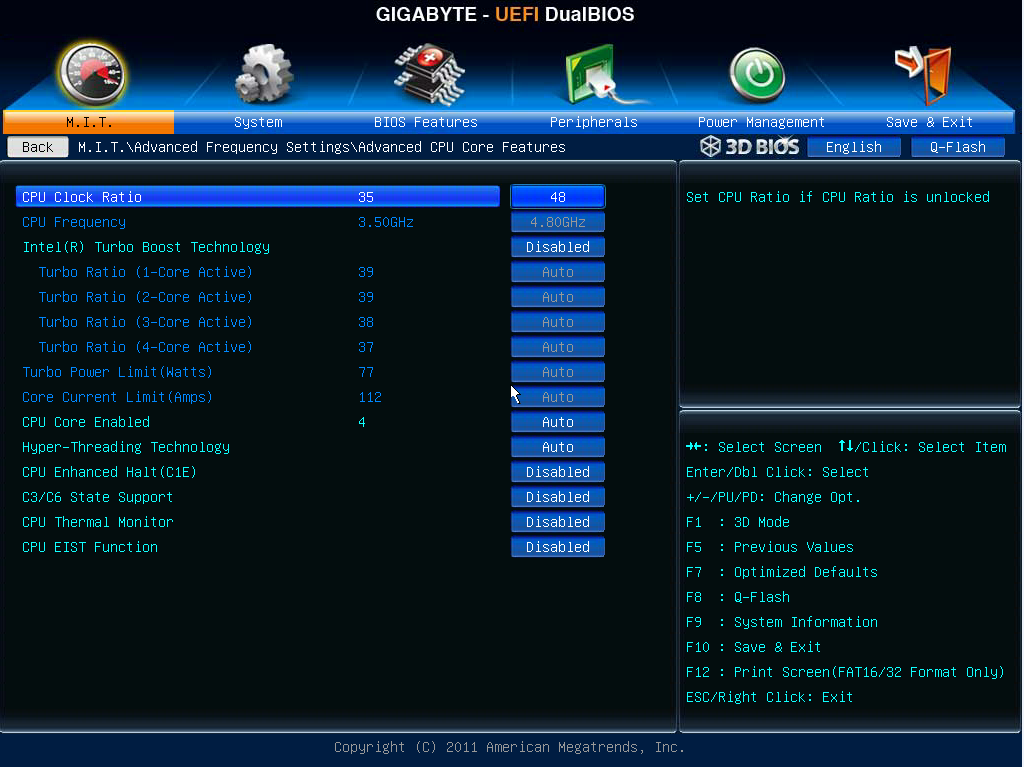 GIGABYTE - UEFI DualBIOS
M.I.T. System BIOS Features Peripherals Power Management Save & Exit
Back M.I.T.\Advanced Frequency Settings\Advanced CPU Core Features 3D BIOS English Q-Flash
CPU Clock Ratio 35 48
CPU Frequency 3.50GHz 4.80GHz
Intel(R) Turbo Boost Technology Disabled
Turbo Ratio (1-Core Active) 39 Auto
Turbo Ratio (2-Core Active) 39 Auto
Turbo Ratio (3-Core Active) 38 Auto
Turbo Ratio (4-Core Active) 37 Auto
Turbo Power Limit(Watts) 77 Auto
Core Current Limit(Amps) 112 Auto
CPU Core Enabled 4 Auto
Hyper-Threading Technology Auto
CPU Enhanced Halt(C1E) Disabled
C3/C6 State Support Disabled
CPU Thermal Monitor Disabled
CPU EIST Function Disabled
Set CPU Ratio if CPU Ratio is unlocked
→←: Select Screen ↑↓/Click: Select Item
Enter/Dbl Click: Select
+/-/PU/PD: Change Opt.
F1 : 3D Mode
F5 : Previous Values
F7 : Optimized Defaults
F8 : Q-Flash
F9 : System Information
F10 : Save & Exit
F12 : Print Screen(FAT16/32 Format Only)
ESC/Right Click: Exit
Copyright (C) 2011 American Megatrends, Inc.